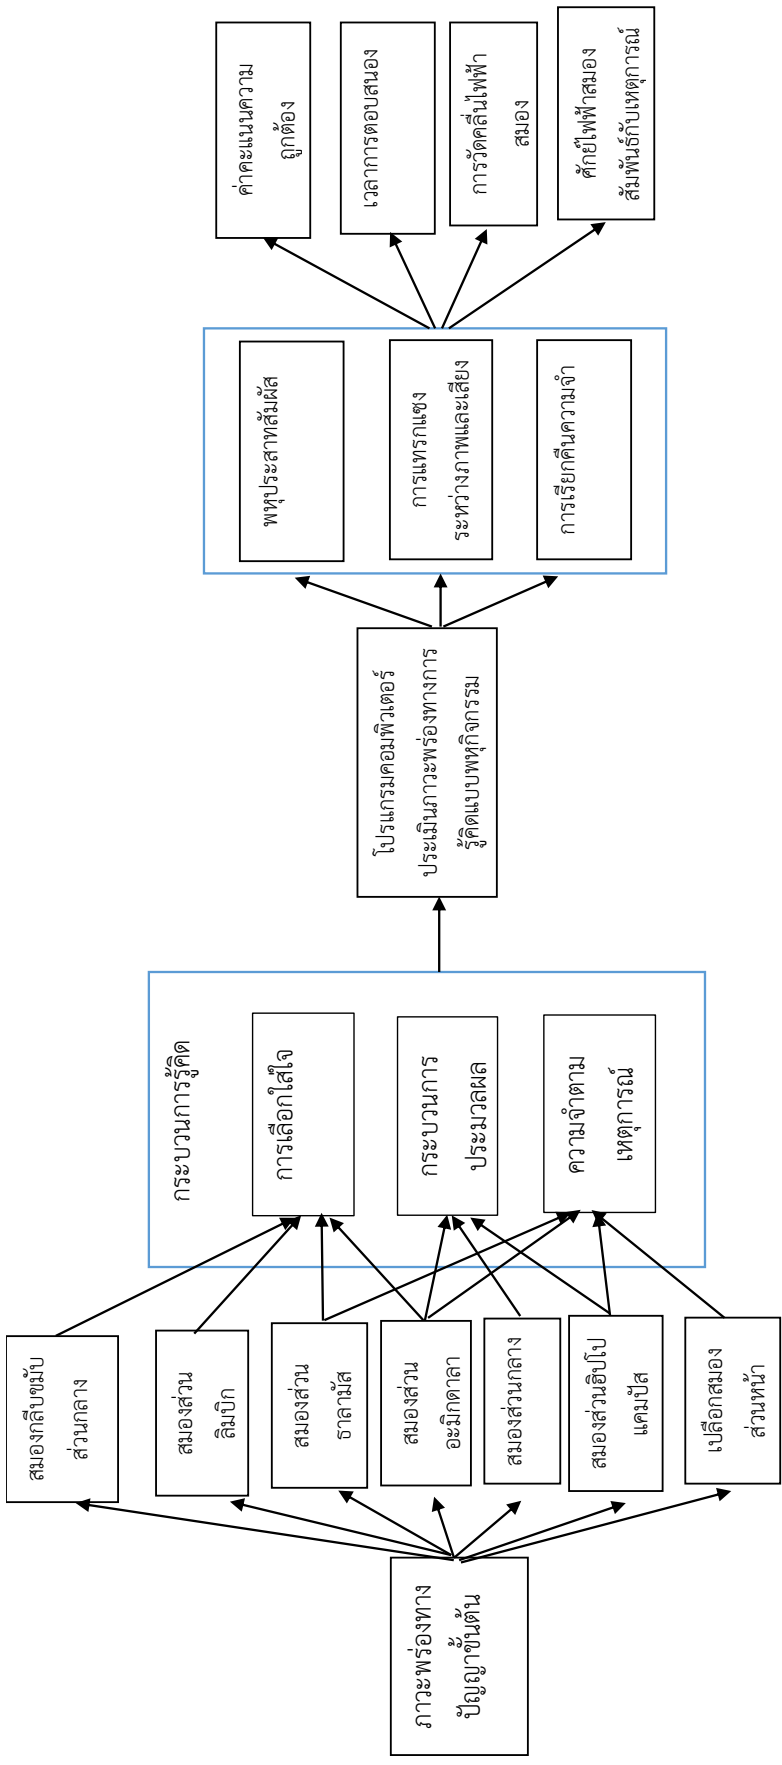 ภาวะพร่องทาง
ปัญญาขั้นต้น
สมองกลีบขมับ
ส่วนกลาง
สมองส่วน
ลิมบิก
สมองส่วน
ธาลามัส
สมองส่วน
อะมิกดาลา
สมองส่วนกลาง
สมองส่วนฮิปโป
แคมปัส
เปลือกสมอง
ส่วนหน้า
กระบวนการรู้คิด
การเลือกใส่ใจ
กระบวนการ
ประมวลผล
ความจำตาม
เหตุการณ์
โปรแกรมคอมพิวเตอร์
ประเมินภาวะพร่องทางการ
รู้คิดแบบพหุกิจกรรม
พหุประสาทสัมผัส
การแทรกแซง
ระหว่างภาพและเสียง
การเรียกคืนความจำ
ค่าคะแนนความ
ถูกต้อง
เวลาการตอบสนอง
การวัดคลื่นไฟฟ้า
สมอง
ศักย์ไฟฟ้าสมอง
สัมพันธ์กับเหตุการณ์